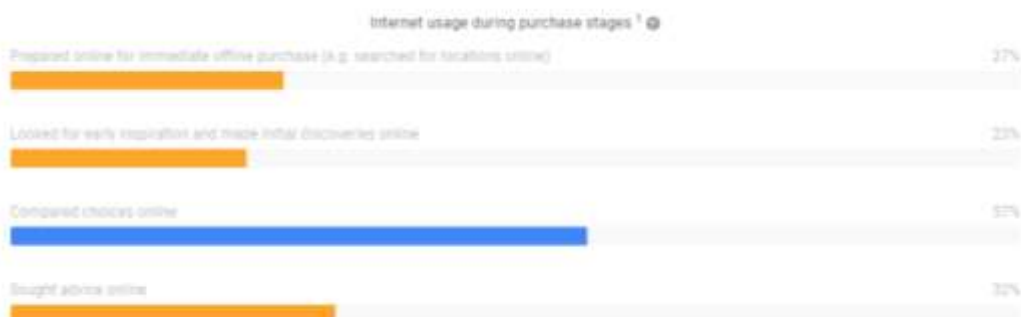 Internet usage during purchase stages ¹
Prepared online for immediate offline purchase (e.g. searched for locations online)
27%
Looked for early inspiration and made initial discoveries online
23%
Compared choices online
57%
Sought advice online
32%